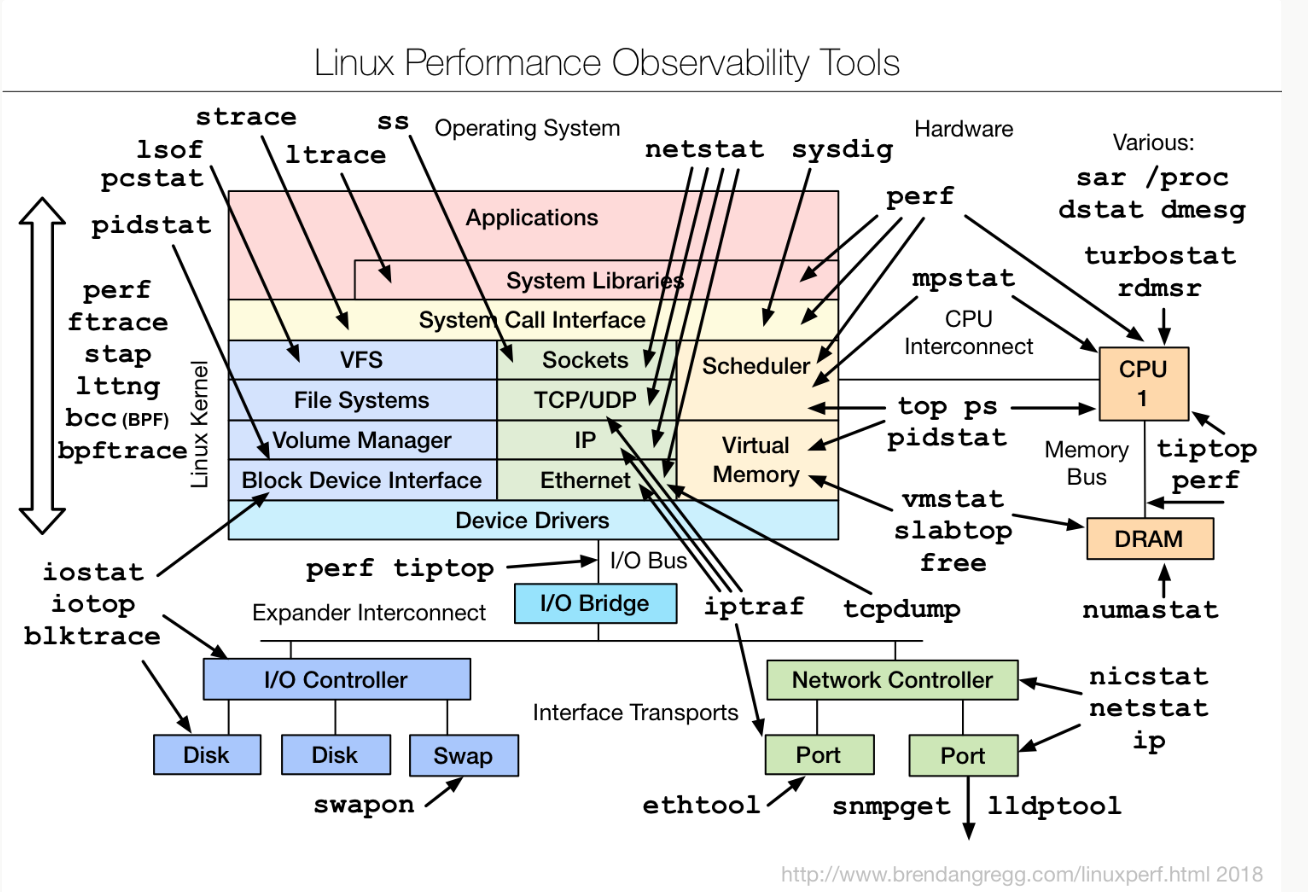 Linux Performance Observability Tools
strace
ss
Operating System
Hardware
Various:
lsof
ltrace
netstat
sysdig
pcstat
sar /proc
dstat dmesg
pidstat
Applications
perf
turbostat
rdmsr
perf
ftrace
stap
lttng
bcc (BPF)
bpftrace
Linux Kernel
System Libraries
mpstat
System Call Interface
CPU
Interconnect
VFS
Sockets
Scheduler
CPU
1
File Systems
TCP/UDP
top ps
pidstat
Volume Manager
IP
Virtual
Memory
Memory
Bus
tiptop
perf
Block Device Interface
Ethernet
vmstat
slabtop
free
Device Drivers
DRAM
iostat
iotop
blktrace
perf tiptop
I/O Bus
Expander Interconnect
I/O Bridge
iptraf
tcpdump
numastat
I/O Controller
Network Controller
nicstat
netstat
ip
Interface Transports
Disk
Disk
Swap
Port
Port
swapon
ethtool
snmpget
lldptool
http://www.brendangregg.com/linuxperf.html 2018